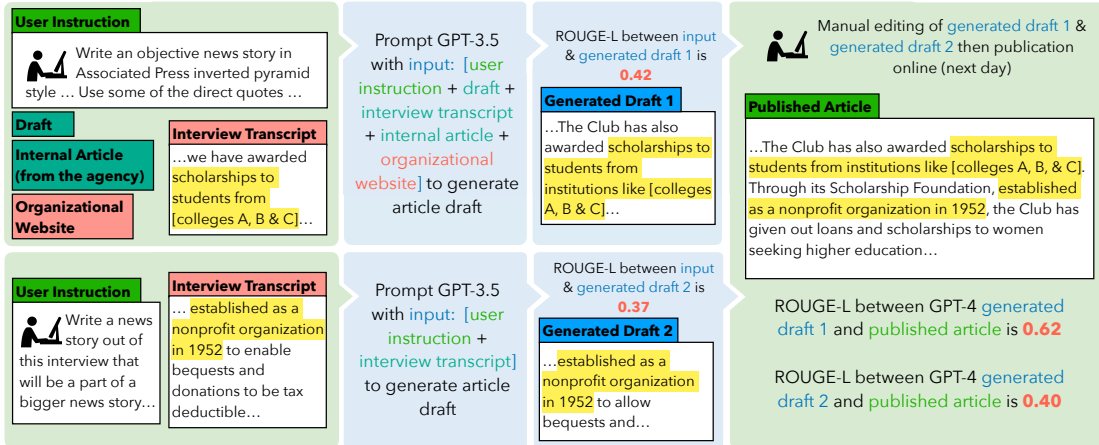 User Instruction
Write an objective news story in
Associated Press inverted pyramid
style … Use some of the direct quotes …
Draft
Internal Article
(from the agency)
Organizational
Website
Interview Transcript
…we have awarded
scholarships to
students from
[colleges A, B & C]…
Prompt GPT-3.5
with input: [user
instruction + draft +
interview transcript
+ internal article +
organizational
website] to generate
article draft
ROUGE-L between input
& generated draft 1 is
0.42
Generated Draft 1
…The Club has also
awarded scholarships to
students from
institutions like [colleges
A, B, & C]…
Manual editing of generated draft 1 &
generated draft 2 then publication
online (next day)
Published Article
…The Club has also awarded scholarships to
students from institutions like [colleges A, B, & C].
Through its Scholarship Foundation, established
as a nonprofit organization in 1952, the Club has
given out loans and scholarships to women
seeking higher education…
User Instruction
Write a news
story out of
this interview that
will be a part of a
bigger news story…
Interview Transcript
… established as a
nonprofit organization
in 1952 to enable
bequests and
donations to be tax
deductible…
Prompt GPT-3.5
with input: [user
instruction +
interview transcript]
to generate article
draft
ROUGE-L between input
& generated draft 2 is
0.37
Generated Draft 2
…established as a
nonprofit organization
in 1952 to allow
bequests and…
ROUGE-L between GPT-4 generated
draft 1 and published article is 0.62
ROUGE-L between GPT-4 generated
draft 2 and published article is 0.40